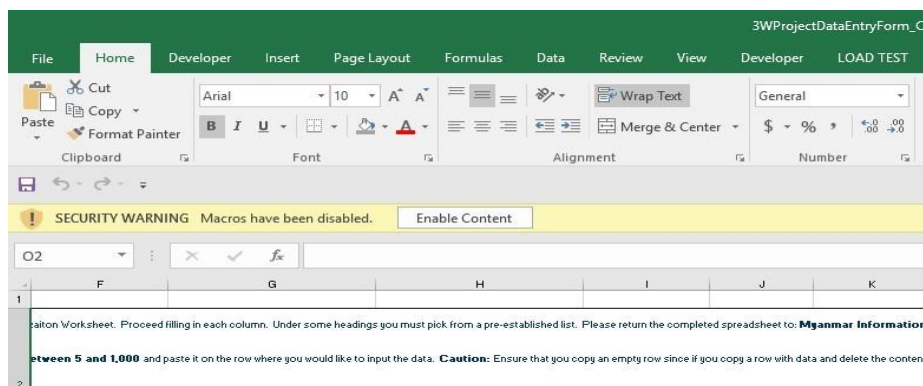 3WProjectDataEntryForm_C
File Home Developer Insert Page Layout Formulas Data Review View Developer LOAD TEST
Cut
Copy
Format Painter
Paste
Arial 10 A A
Wrap Text
General
B I U A
Merge & Center
$ % , .00
Clipboard Font Alignment Number
SECURITY WARNING Macros have been disabled. Enable Content
O2 fx
F G H I J K
1
aiton Worksheet. Proceed filling in each column. Under some headings you must pick from a pre-established list. Please return the completed spreadsheet to: Myanmar Information
etween 5 and 1,000 and paste it on the row where you would like to input the data. Caution: Ensure that you copy an empty row since if you copy a row with data and delete the conten
2